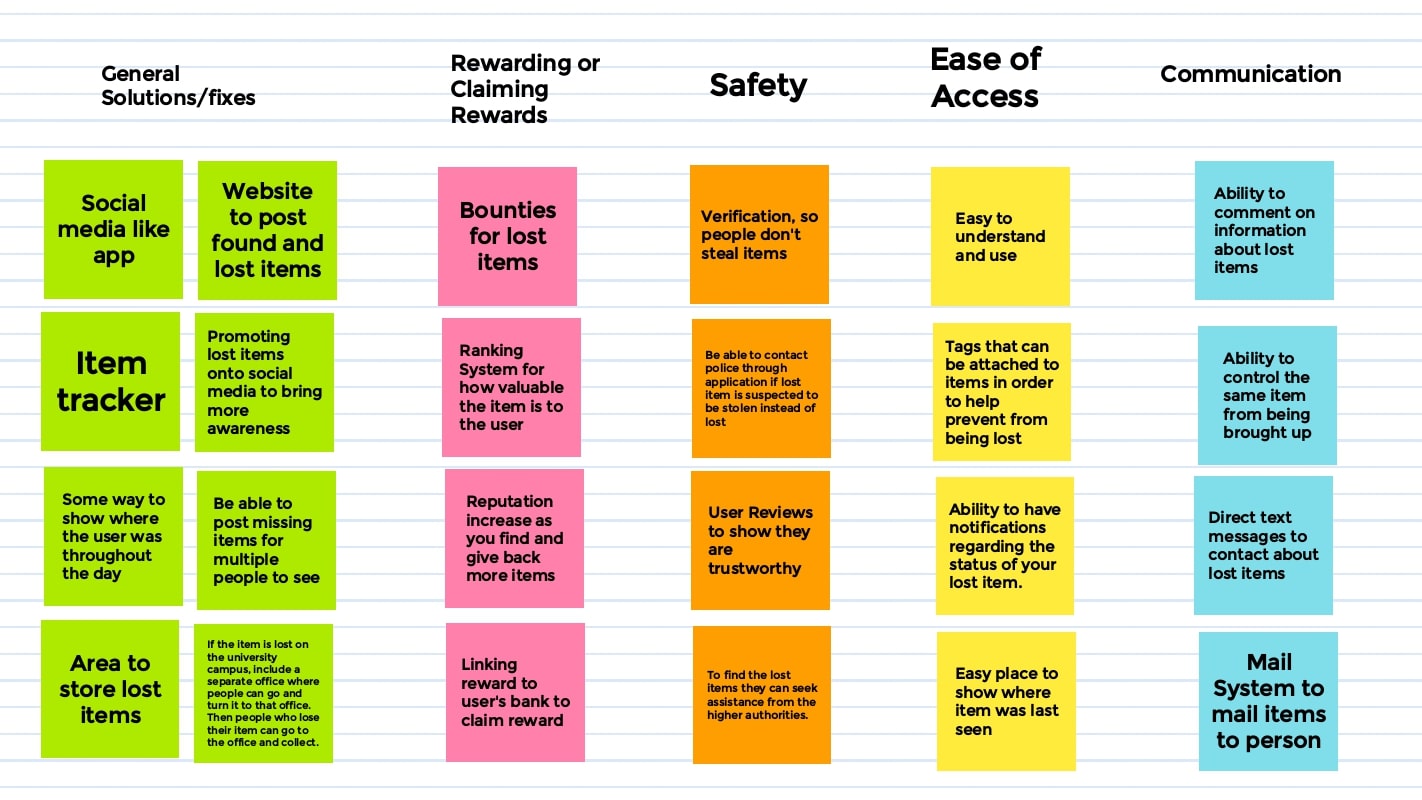 General
Solutions/fixes
Rewarding or
Claiming
Rewards
Safety
Ease of
Access
Communication
Social
media like
app
Website
to post
found and
lost items
Bounties
for lost
items
Verification, so
people don't
steal items
Easy to
understand
and use
Ability to
comment on
information
about lost
items
Item
tracker
Promoting
lost items
onto social
media to bring
more
awareness
Ranking
System for
how valuable
the item is to
the user
Be able to contact
police through
application if lost
item is suspected to
be stolen instead of
lost
Tags that can
be attached to
items in order
to help
prevent from
being lost
Ability to
control the
same item
from being
brought up
Some way to
show where
the user was
throughout
the day
Be able to
post missing
items for
multiple
people to see
Reputation
increase as
you find and
give back
more items
User Reviews
to show they
are
trustworthy
Ability to have
notifications
regarding the
status of your
lost item.
Direct text
messages to
contact about
lost items
Area to
store lost
items
If the item is lost on
the university
campus, include a
separate office where
people can go and
turn it to that office.
Then people who lose
their item can go to
the office and collect.
Linking
reward to
user's bank to
claim reward
To find the lost
items they can seek
assistance from the
higher authorities.
Easy place to
show where
item was last
seen
Mail
System to
mail items
to person